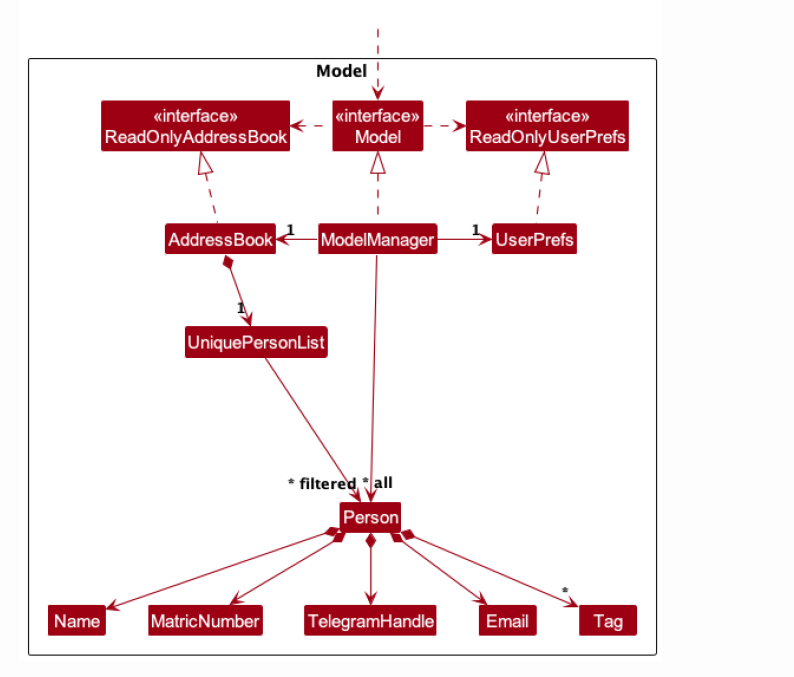 Model
«interface»
ReadOnlyAddressBook
«interface»
Model
«interface»
ReadOnlyUserPrefs
AddressBook
1
ModelManager
1
UserPrefs
1
UniquePersonList
* filtered
* all
Person
*
Name
MatricNumber
TelegramHandle
Email
Tag